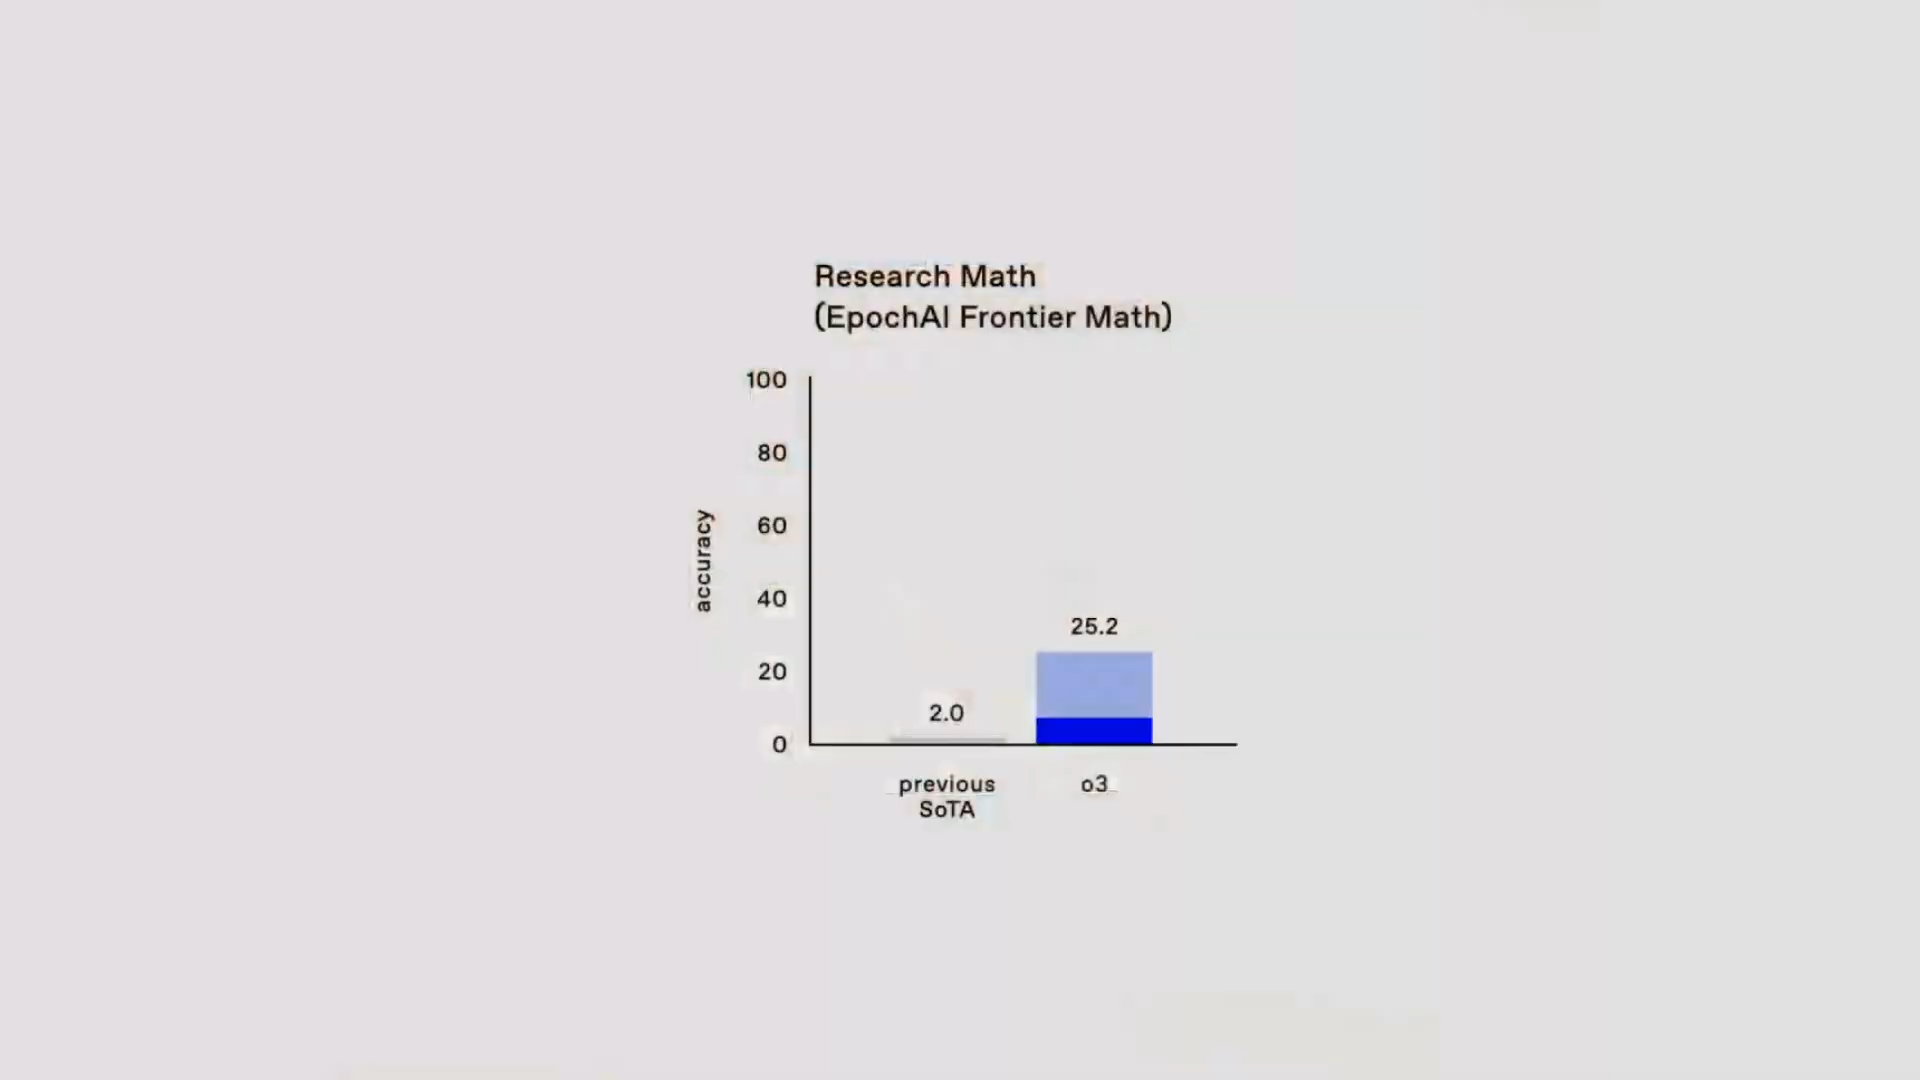 Research Math
(EpochAI Frontier Math)
100
80
60
40
20
0
accuracy
25.2
2.0
previous
SoTA
o3